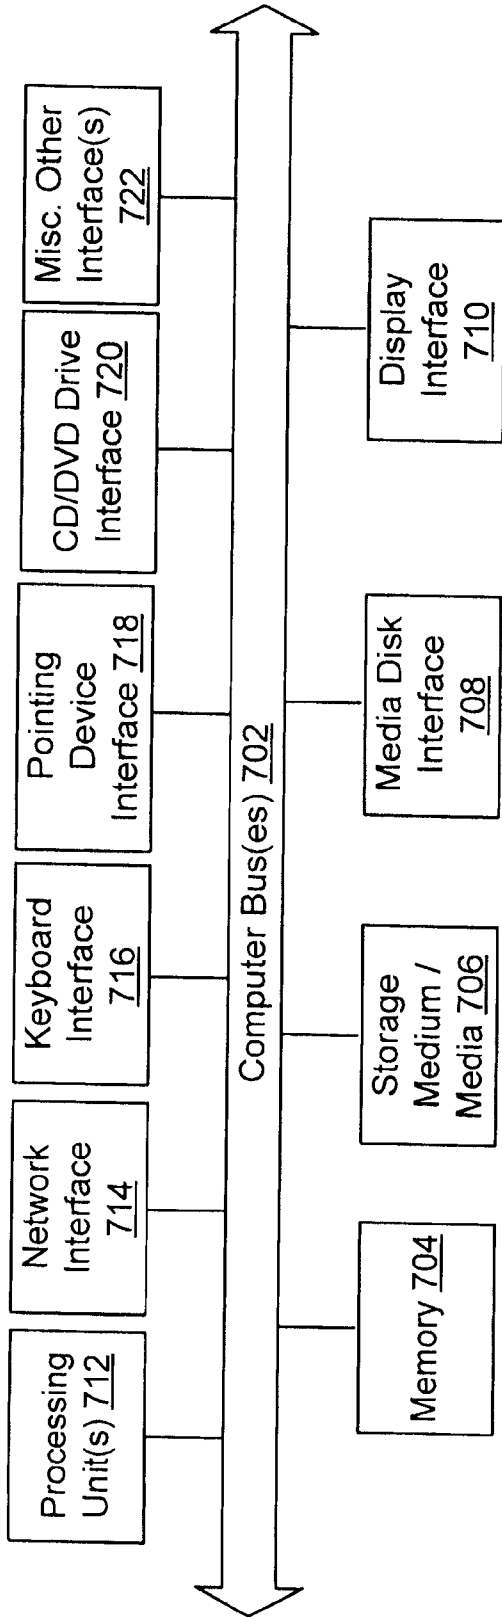 Processing
Unit(s) 712
Network
Interface
714
Keyboard
Interface
716
Pointing
Device
Interface 718
CD/DVD Drive
Interface 720
Misc. Other
Interface(s)
722
Computer Bus(es) 702
Memory 704
Storage
Medium /
Media 706
Media Disk
Interface
708
Display
Interface
710